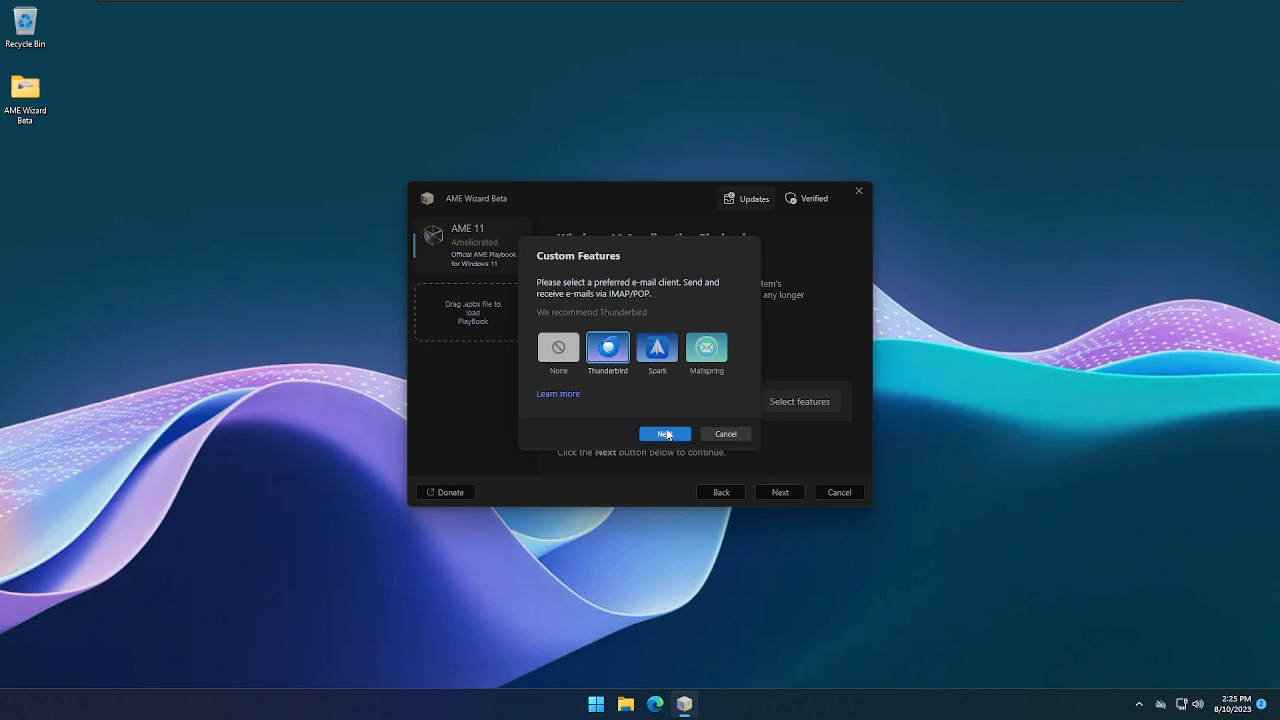 Recycle Bin
AME Wizard
Beta
AME Wizard Beta
Updates
Verified
AME 11
Ameliorated
Official AME Playbook
for Windows 11
Drag .apbx file to
load
PlayBook
Custom Features
Please select a preferred e-mail client. Send and
receive e-mails via IMAP/POP.
We recommend Thunderbird
None
Thunderbird
Spark
Mailspring
Learn more
Next
Cancel
any longer
Select features
Click the Next button below to continue.
Donate
Back
Next
Cancel
2:25 PM
8/10/2023
2